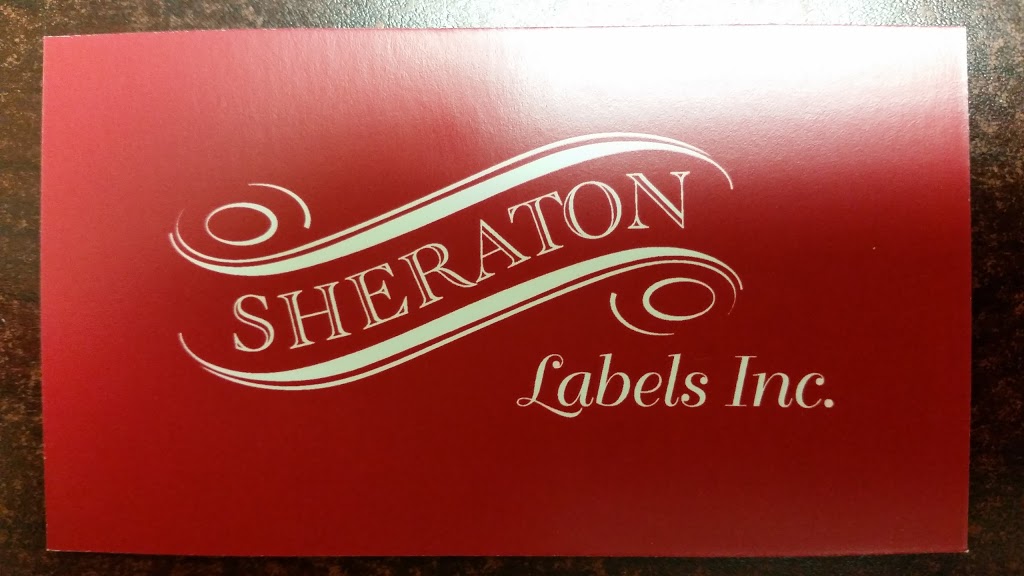 SHERATON
Labels Inc.